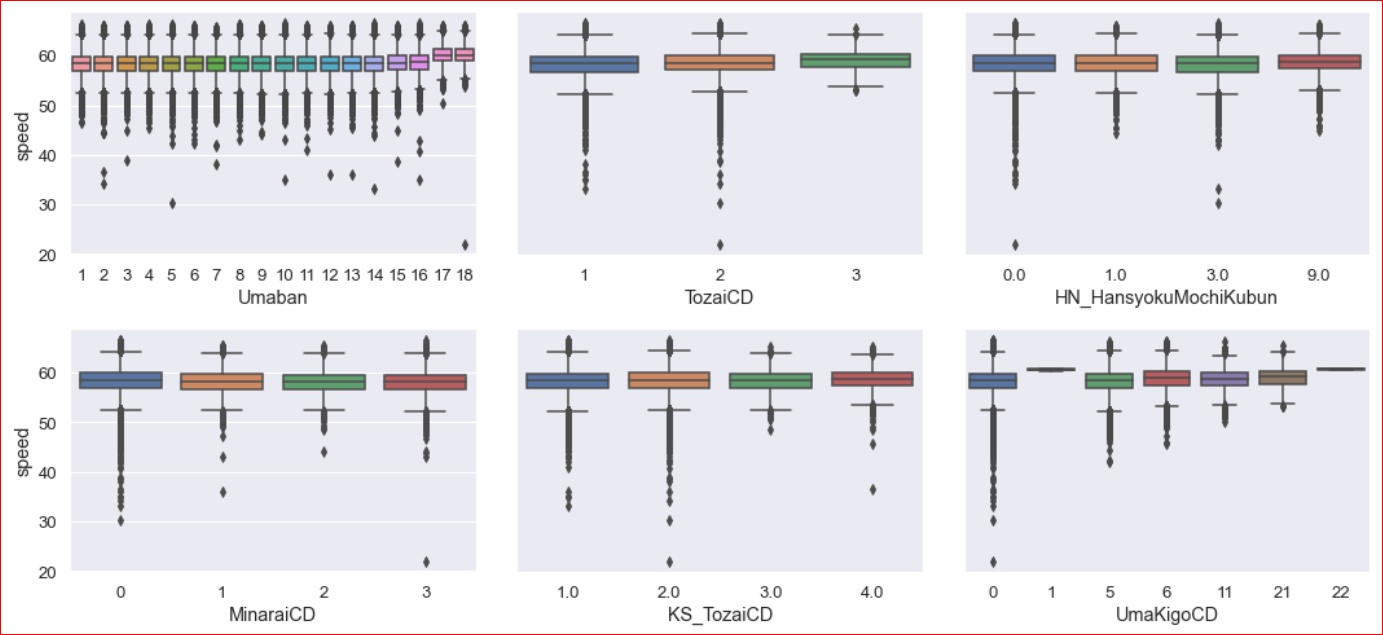 speed
60
50
40
30
20
1 2 3 4 5 6 7 8 9 10 11 12 13 14 15 16 17 18
Umaban
1 2 3
TozaiCD
0.0 1.0 3.0 9.0
HN_HansyokuMochiKubun
speed
60
50
40
30
20
0 1 2 3
MinaraiCD
1.0 2.0 3.0 4.0
KS_TozaiCD
0 1 5 6 11 21 22
UmaKigoCD